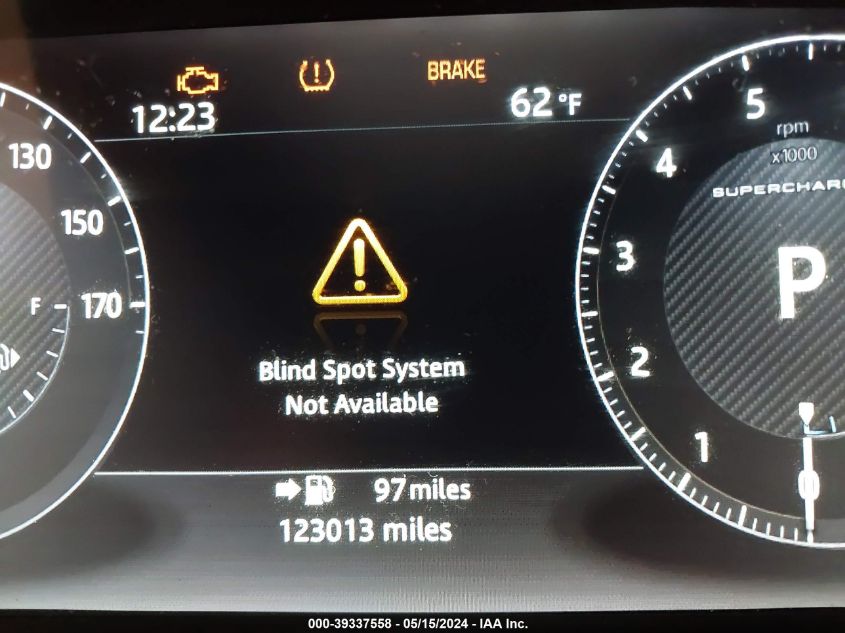 BRAKE
12:23
62 °F
5
130
rpm
x1000
4
150
3
F
170
P
2
Blind Spot System
Not Available
1
97 miles
0
123013 miles
000-39337558 - 05/15/2024 - IAA Inc.